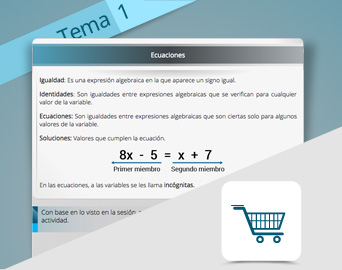 Tema 1
Ecuaciones
Igualdad: Es una expresión algebraica en la que aparece un signo igual.
Identidades: Son igualdades entre expresiones algebraicas que se verifican para cualquier
valor de la variable.
Ecuaciones: Son igualdades entre expresiones algebraicas que son ciertas solo para algunos
valores de la variable.
Soluciones: Valores que cumplen la ecuación.
8x - 5 = x + 7
Primer miembro Segundo miembro
En las ecuaciones, a las variables se les llama incógnitas.
Con base en lo visto en la sesión,
actividad.